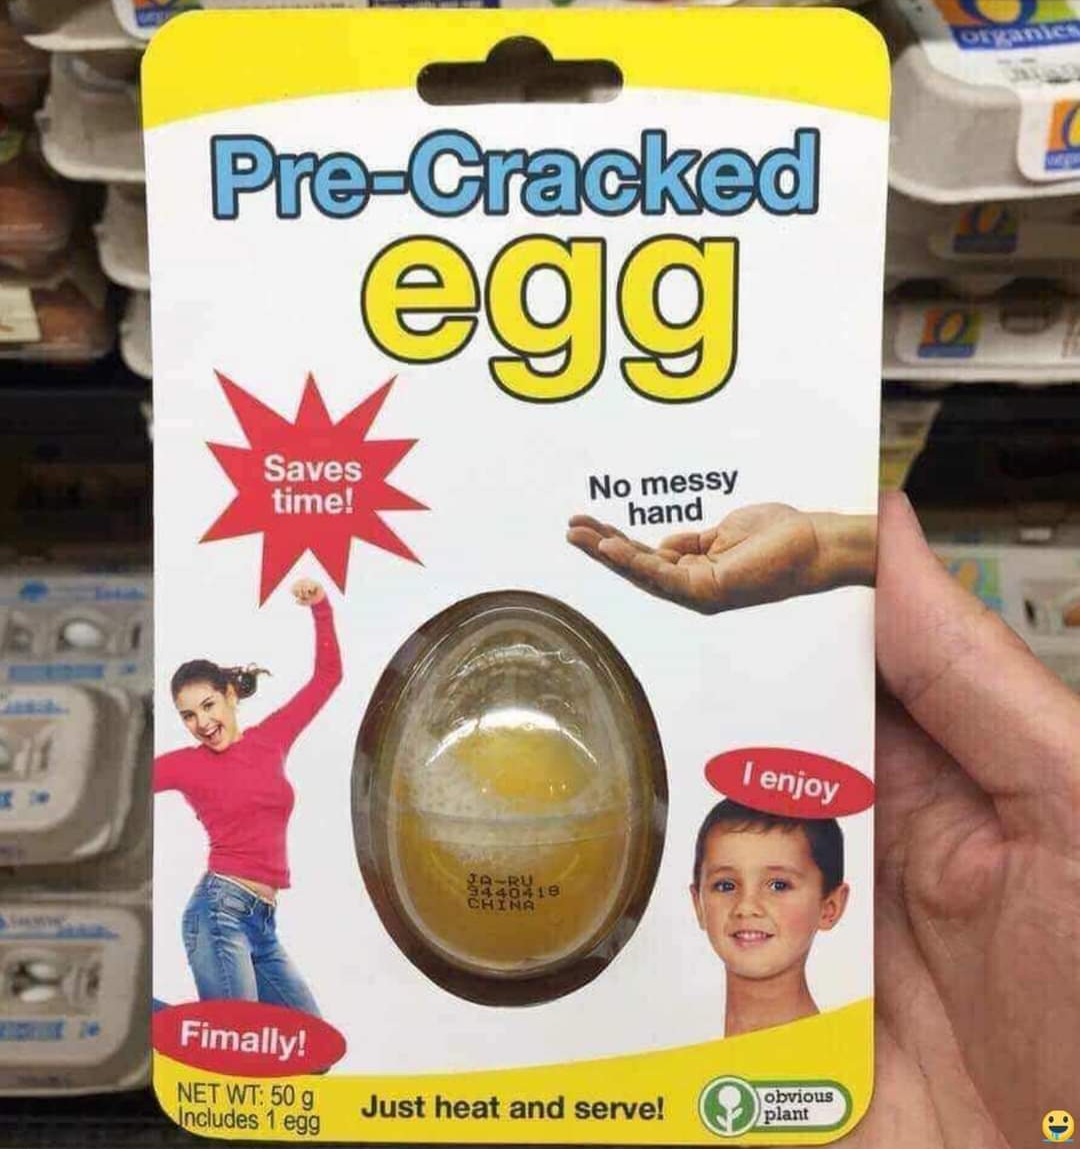 organics
Pre-Cracked
egg
Saves
time!
No messy
hand
I enjoy
JA-RU
3440418
CHINA
Fimally!
NET WT: 50 g
Includes 1 egg
Just heat and serve!
obvious
plant